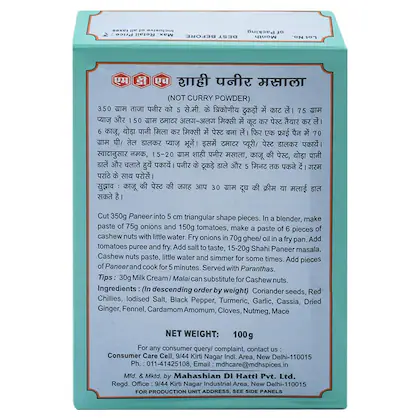 Lot No.
Month
of Packing
BEST BEFORE
Max. Retail Price : ₹
Inclusive of all taxes
एम डी एच शाही पनीर मसाला
(NOT CURRY POWDER)
350 ग्राम ताजा पनीर को 5 से.मी. के त्रिकोणीय टुकड़ों में काट लें। 75 ग्राम
प्याज़ और 150 ग्राम टमाटर अलग-अलग मिक्सी में कूट कर पेस्ट तैयार कर लें।
6 काजू, थोड़ा पानी मिला कर मिक्सी में पेस्ट बना लें। फिर एक फ्राई पैन में 70
ग्राम घी/ तेल डालकर प्याज भूनें। इसमें टमाटर प्यूरी/ पेस्ट डालकर पकायें।
स्वादानुसार नमक, 15-20 ग्राम शाही पनीर मसाला, काजू की पेस्ट, थोड़ा पानी
डालें और चलाते हुये पकायें। पनीर के टुकड़े डालें और 5 मिनट तक पकने दें। गरम
परांठे के साथ परोसें।
सुझाव : काजू की पेस्ट की जगह आप 30 ग्राम दूध की क्रीम या मलाई डाल
सकते हैं।
Cut 350g Paneer into 5 cm triangular shape pieces. In a blender, make
paste of 75g onions and 150g tomatoes, make a paste of 6 pieces of
cashew nuts with little water. Fry onions in 70g ghee/ oil in a fry pan. Add
tomatoes puree and fry. Add salt to taste, 15-20g Shahi Paneer masala,
Cashew nuts paste, little water and simmer for some time. Add pieces
of Paneer and cook for 5 minutes. Served with Paranthas.
Tips : 30g Milk Cream / Malai can substitute for Cashew nuts.
Ingredients : (In descending order by weight) Coriander seeds, Red
Chillies, Iodised Salt, Black Pepper, Turmeric, Garlic, Cassia, Dried
Ginger, Fennel, Cardamom Amomum, Cloves, Nutmeg, Mace
NET WEIGHT: 100g
For any consumer query/ complaint, contact us :
Consumer Care Cell, 9/44 Kirti Nagar Indl. Area, New Delhi-110015
Ph.: 011-41425108, Email : mdhcare@mdhspices.in
Mfd. & Mktd. by Mahashian Di Hatti Pvt. Ltd.
Regd. Office : 9/44 Kirti Nagar Industrial Area, New Delhi-110015
FOR PRODUCTION UNIT ADDRESS, SEE SIDE PANELS